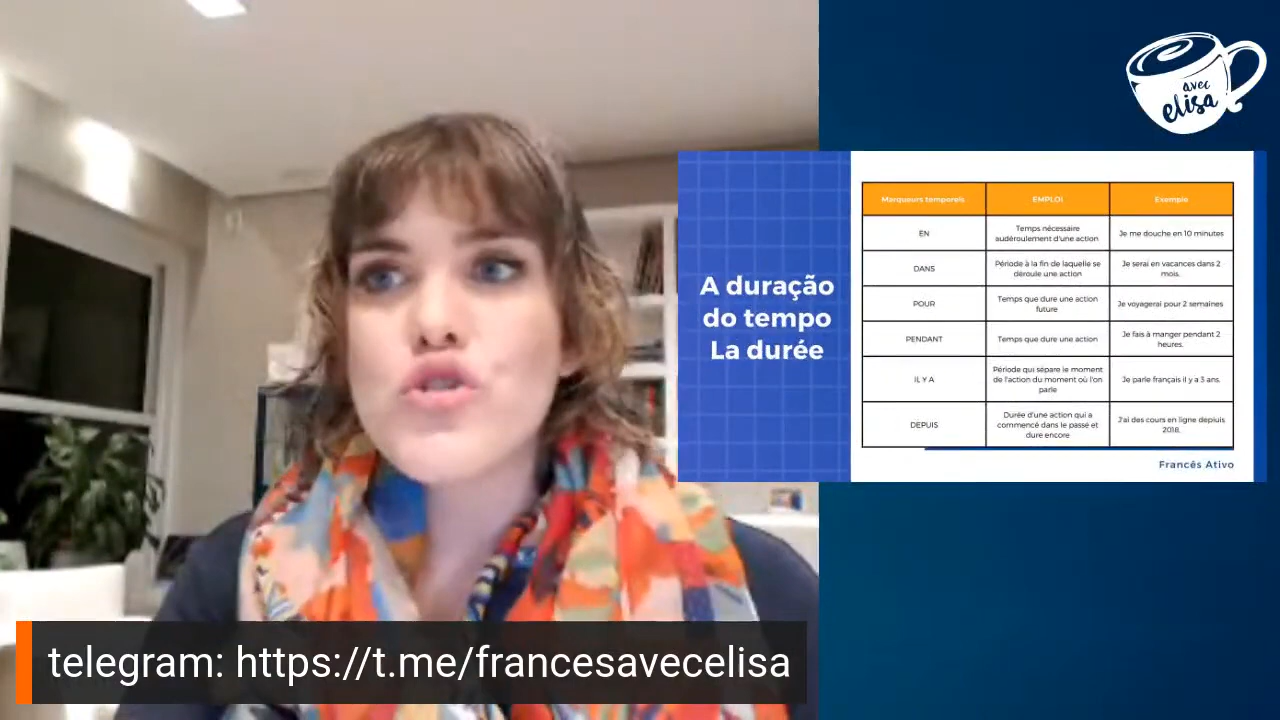 avec
elisa
A duração
do tempo
La durée
Marqueurs temporels
EMPLOI
Example
EN
Temps nécessaire
audéroulement d'une action
Je me douche en 10 minutes
DANS
Période à la fin de laquelle se
déroule une action
Je serai en vacances dans 2
mois.
POUR
Temps que dure une action
future
Je voyagerai pour 2 semaines
PENDANT
Temps que dure une action
Je fais à manger pendant 2
heures.
IL Y A
Période qui sépare le moment
de l'action du moment où l'on
parle
Je parle français il y a 3 ans.
DEPUIS
Durée d'une action qui a
commencé dans le passé et
dure encore
J'ai des cours en ligne depiuis
2018.
Francês Ativo
telegram: https://t.me/francesavecelisa